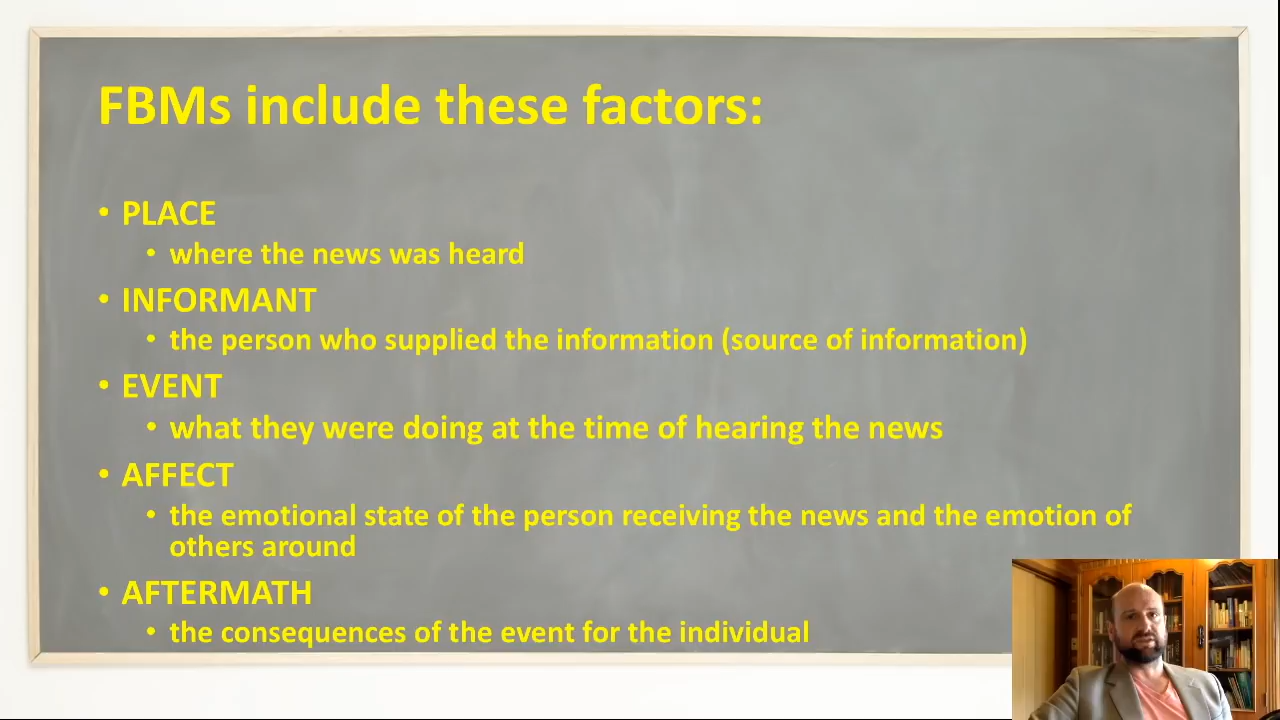 FBMs include these factors:
• PLACE
• where the news was heard
• INFORMANT
• the person who supplied the information (source of information)
• EVENT
• what they were doing at the time of hearing the news
• AFFECT
• the emotional state of the person receiving the news and the emotion of
others around
• AFTERMATH
• the consequences of the event for the individual